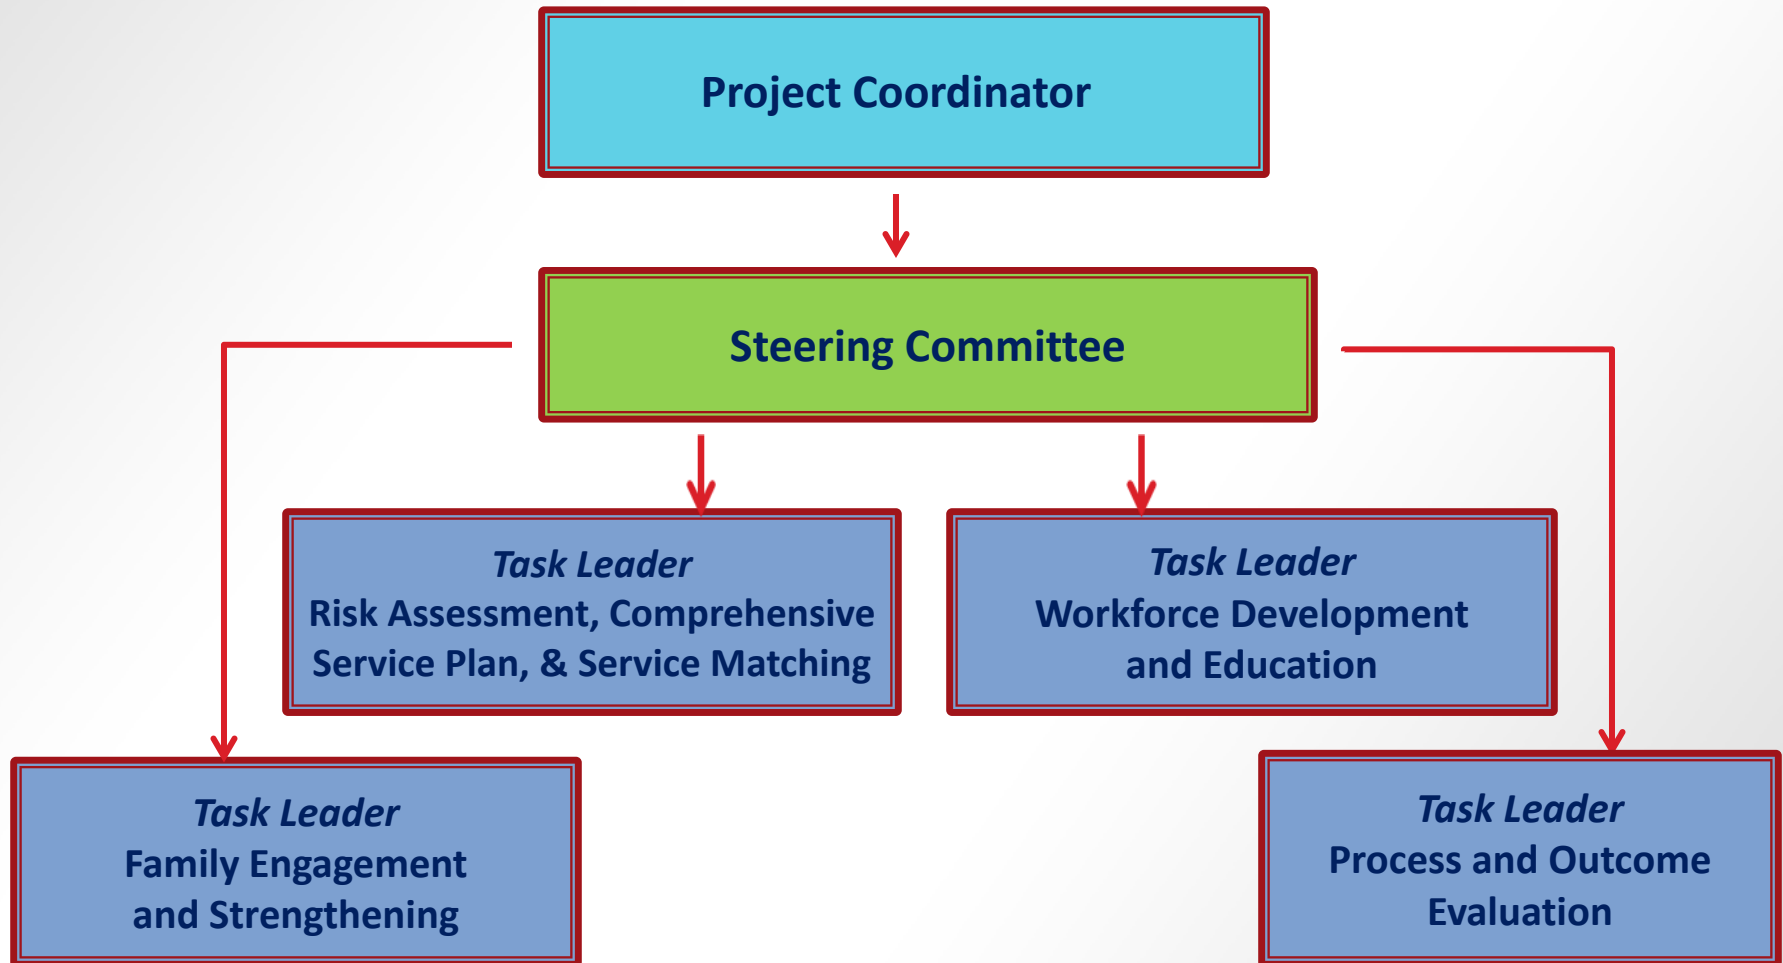 Project Coordinator
Steering Committee
Task Leader
Risk Assessment, Comprehensive
Service Plan, & Service Matching
Task Leader
Workforce Development
and Education
Task Leader
Family Engagement
and Strengthening
Task Leader
Process and Outcome
Evaluation